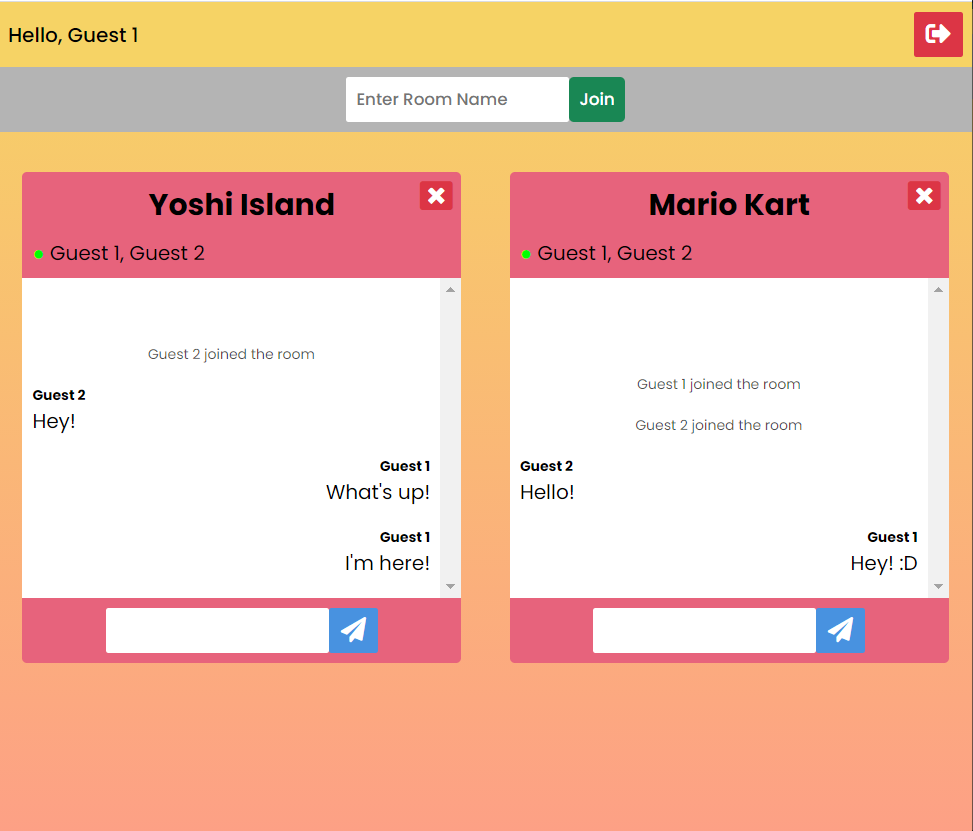 Hello, Guest 1
Enter Room Name
Join
Yoshi Island
Guest 1, Guest 2
Guest 2 joined the room
Guest 2
Hey!
Guest 1
What's up!
Guest 1
I'm here!
Mario Kart
Guest 1, Guest 2
Guest 1 joined the room
Guest 2 joined the room
Guest 2
Hello!
Guest 1
Hey! :D